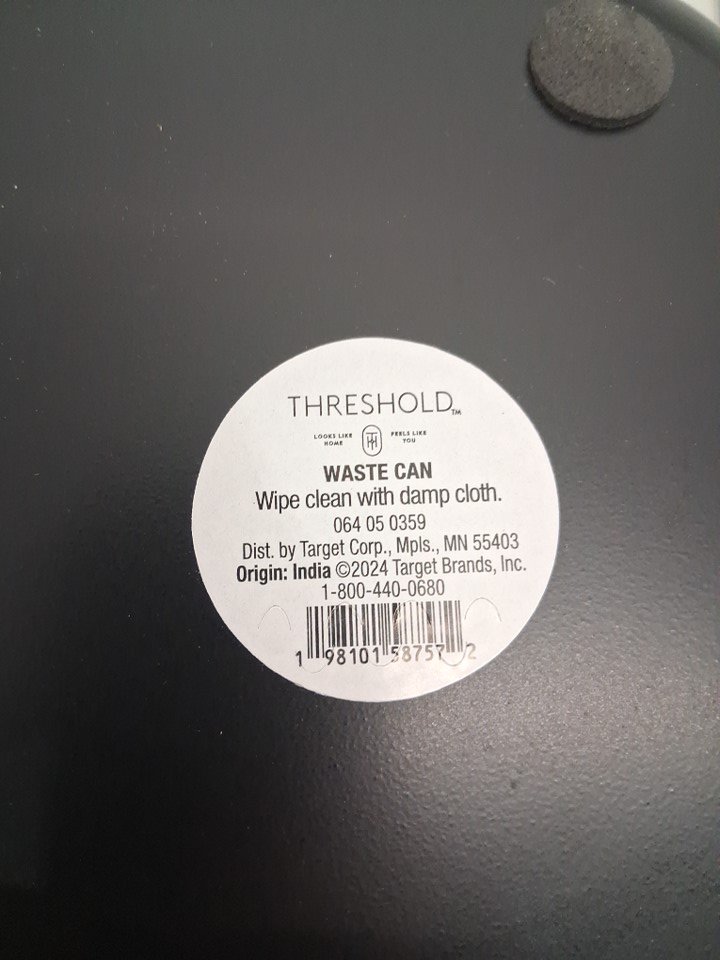 THRESHOLD™
LOOKS LIKE HOME TH FEELS LIKE YOU
WASTE CAN
Wipe clean with damp cloth.
064 05 0359
Dist. by Target Corp., Mpls., MN 55403
Origin: India ©2024 Target Brands, Inc.
1-800-440-0680
1 98101 58757 2